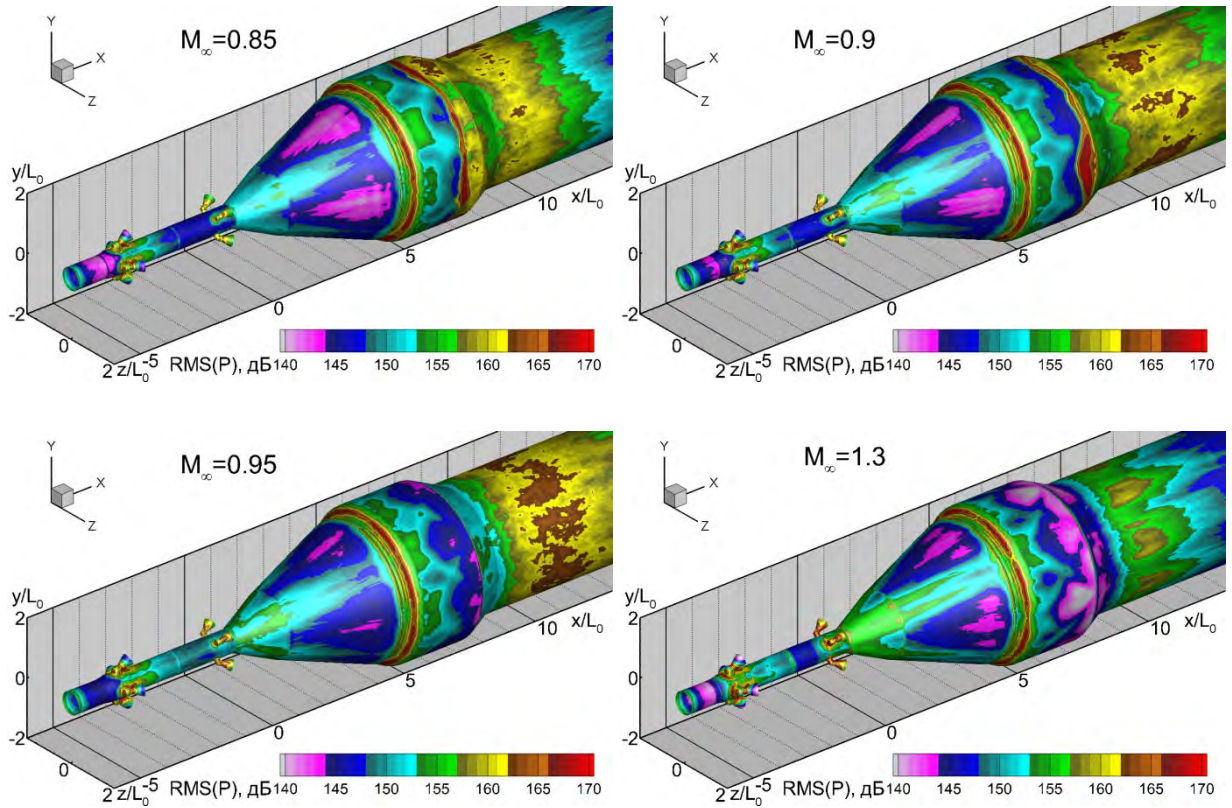 M∞=0.85
Y
X
Z
y/L₀
2
0
-2
0
2 z/L₀
-5
0
5
10
x/L₀
RMS(P), дБ
140 145 150 155 160 165 170
M∞=0.9
Y
X
Z
y/L₀
2
0
-2
0
2 z/L₀
-5
0
5
10
x/L₀
RMS(P), дБ
140 145 150 155 160 165 170
M∞=0.95
Y
X
Z
y/L₀
2
0
-2
0
2 z/L₀
-5
0
5
10
x/L₀
RMS(P), дБ
140 145 150 155 160 165 170
M∞=1.3
Y
X
Z
y/L₀
2
0
-2
0
2 z/L₀
-5
0
5
10
x/L₀
RMS(P), дБ
140 145 150 155 160 165 170